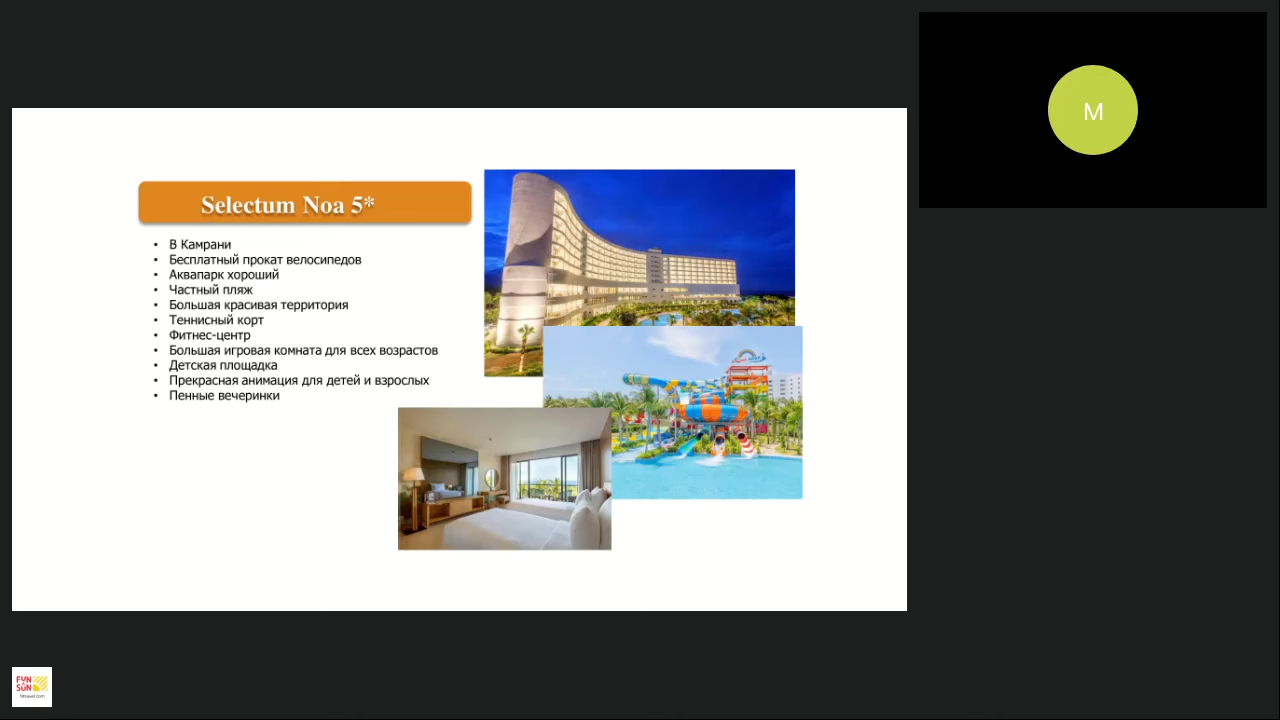 Selectum Noa 5*
• В Камрани
• Бесплатный прокат велосипедов
• Аквапарк хороший
• Частный пляж
• Большая красивая территория
• Теннисный корт
• Фитнес-центр
• Большая игровая комната для всех возрастов
• Детская площадка
• Прекрасная анимация для детей и взрослых
• Пенные вечеринки
M
FUN
&SUN